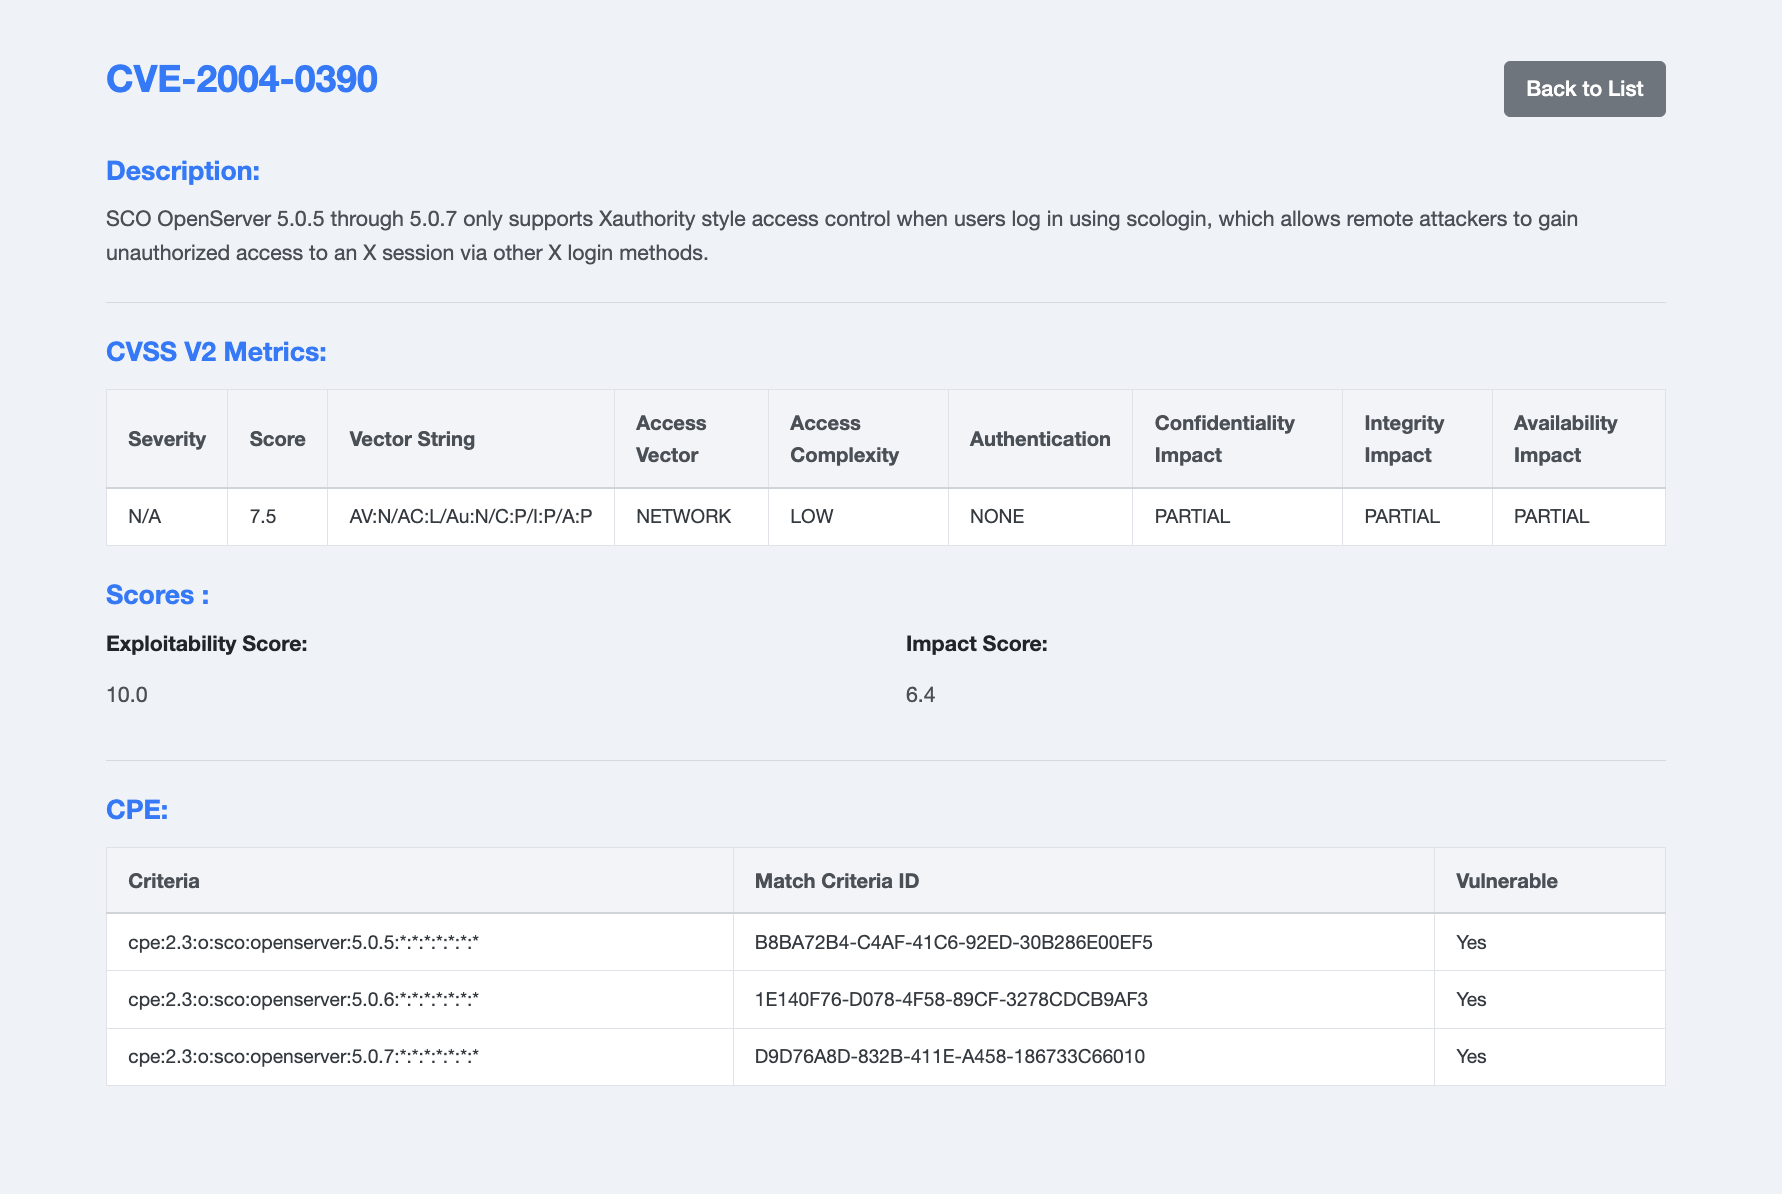 CVE-2004-0390
Back to List
Description:
SCO OpenServer 5.0.5 through 5.0.7 only supports Xauthority style access control when users log in using scologin, which allows remote attackers to gain
unauthorized access to an X session via other X login methods.
CVSS V2 Metrics:
Severity Score Vector String Access Vector Access Complexity Authentication Confidentiality Impact Integrity Impact Availability Impact
N/A 7.5 AV:N/AC:L/Au:N/C:P/I:P/A:P NETWORK LOW NONE PARTIAL PARTIAL PARTIAL
Scores :
Exploitability Score: Impact Score:
10.0 6.4
CPE:
Criteria Match Criteria ID Vulnerable
cpe:2.3:o:sco:openserver:5.0.5:*:*:*:*:*:*:* B8BA72B4-C4AF-41C6-92ED-30B286E00EF5 Yes
cpe:2.3:o:sco:openserver:5.0.6:*:*:*:*:*:*:* 1E140F76-D078-4F58-89CF-3278CDCB9AF3 Yes
cpe:2.3:o:sco:openserver:5.0.7:*:*:*:*:*:*:* D9D76A8D-832B-411E-A458-186733C66010 Yes